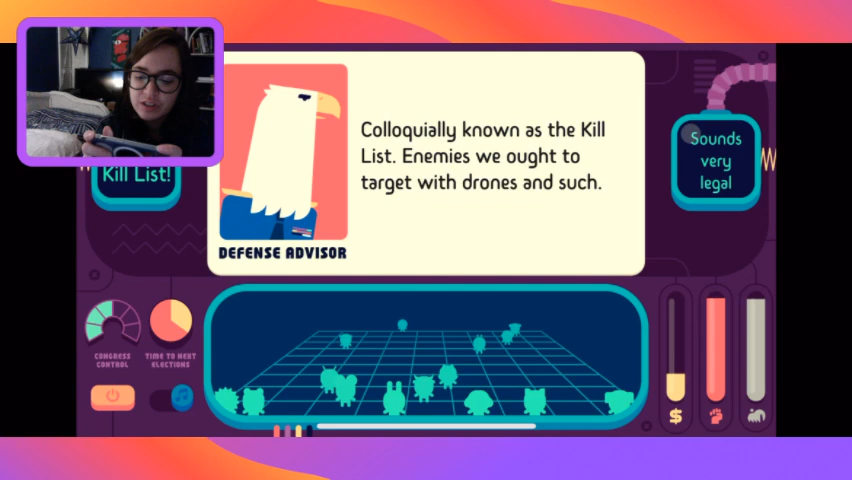 Colloquially known as the Kill
List. Enemies we ought to
target with drones and such.
Kill List!
Sounds
very
legal
DEFENSE ADVISOR
CONGRESS
CONTROL
TIME TO NEXT
ELECTIONS
$